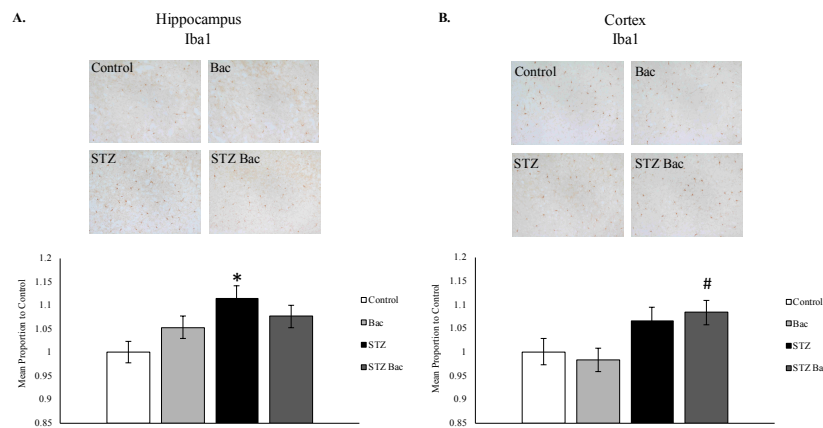 A.
Hippocampus
Iba1
Control
Bac
STZ
STZ Bac
Mean Proportion to Control
1.2
1.15
1.1
1.05
1
0.95
0.9
0.85
*
Control
Bac
STZ
STZ Bac
B.
Cortex
Iba1
Control
Bac
STZ
STZ Bac
Mean Proportion to Control
1.2
1.15
1.1
1.05
1
0.95
0.9
0.85
#
Control
Bac
STZ
STZ Ba